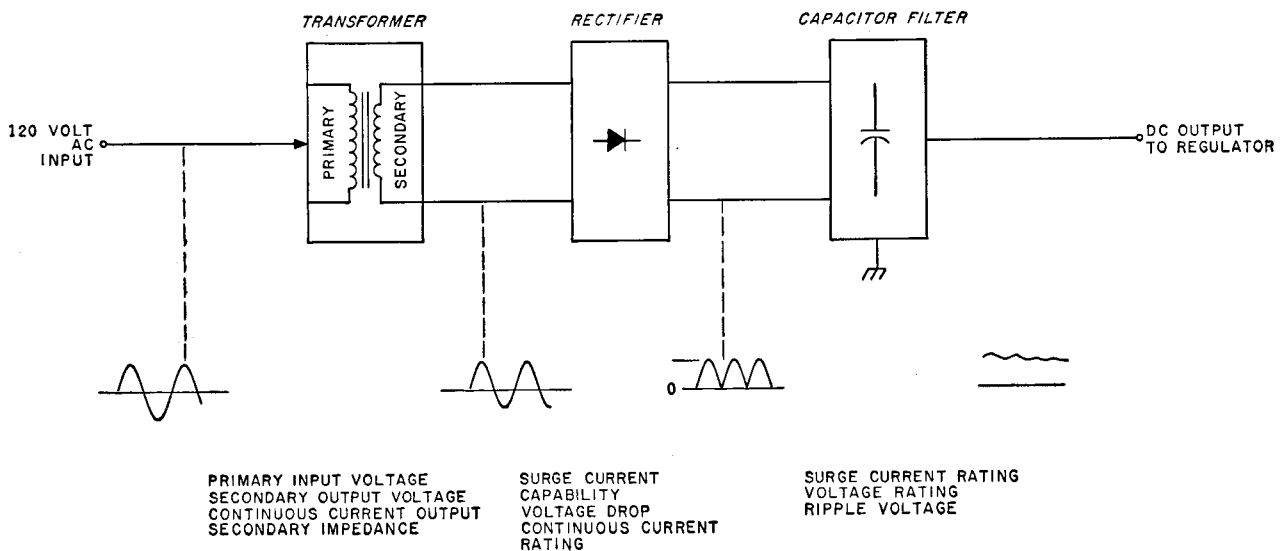 TRANSFORMER
RECTIFIER
CAPACITOR FILTER
120 VOLT
AC
INPUT
PRIMARY
SECONDARY
DC OUTPUT
TO REGULATOR
0
PRIMARY INPUT VOLTAGE
SECONDARY OUTPUT VOLTAGE
CONTINUOUS CURRENT OUTPUT
SECONDARY IMPEDANCE
SURGE CURRENT
CAPABILITY
VOLTAGE DROP
CONTINUOUS CURRENT
RATING
SURGE CURRENT RATING
VOLTAGE RATING
RIPPLE VOLTAGE